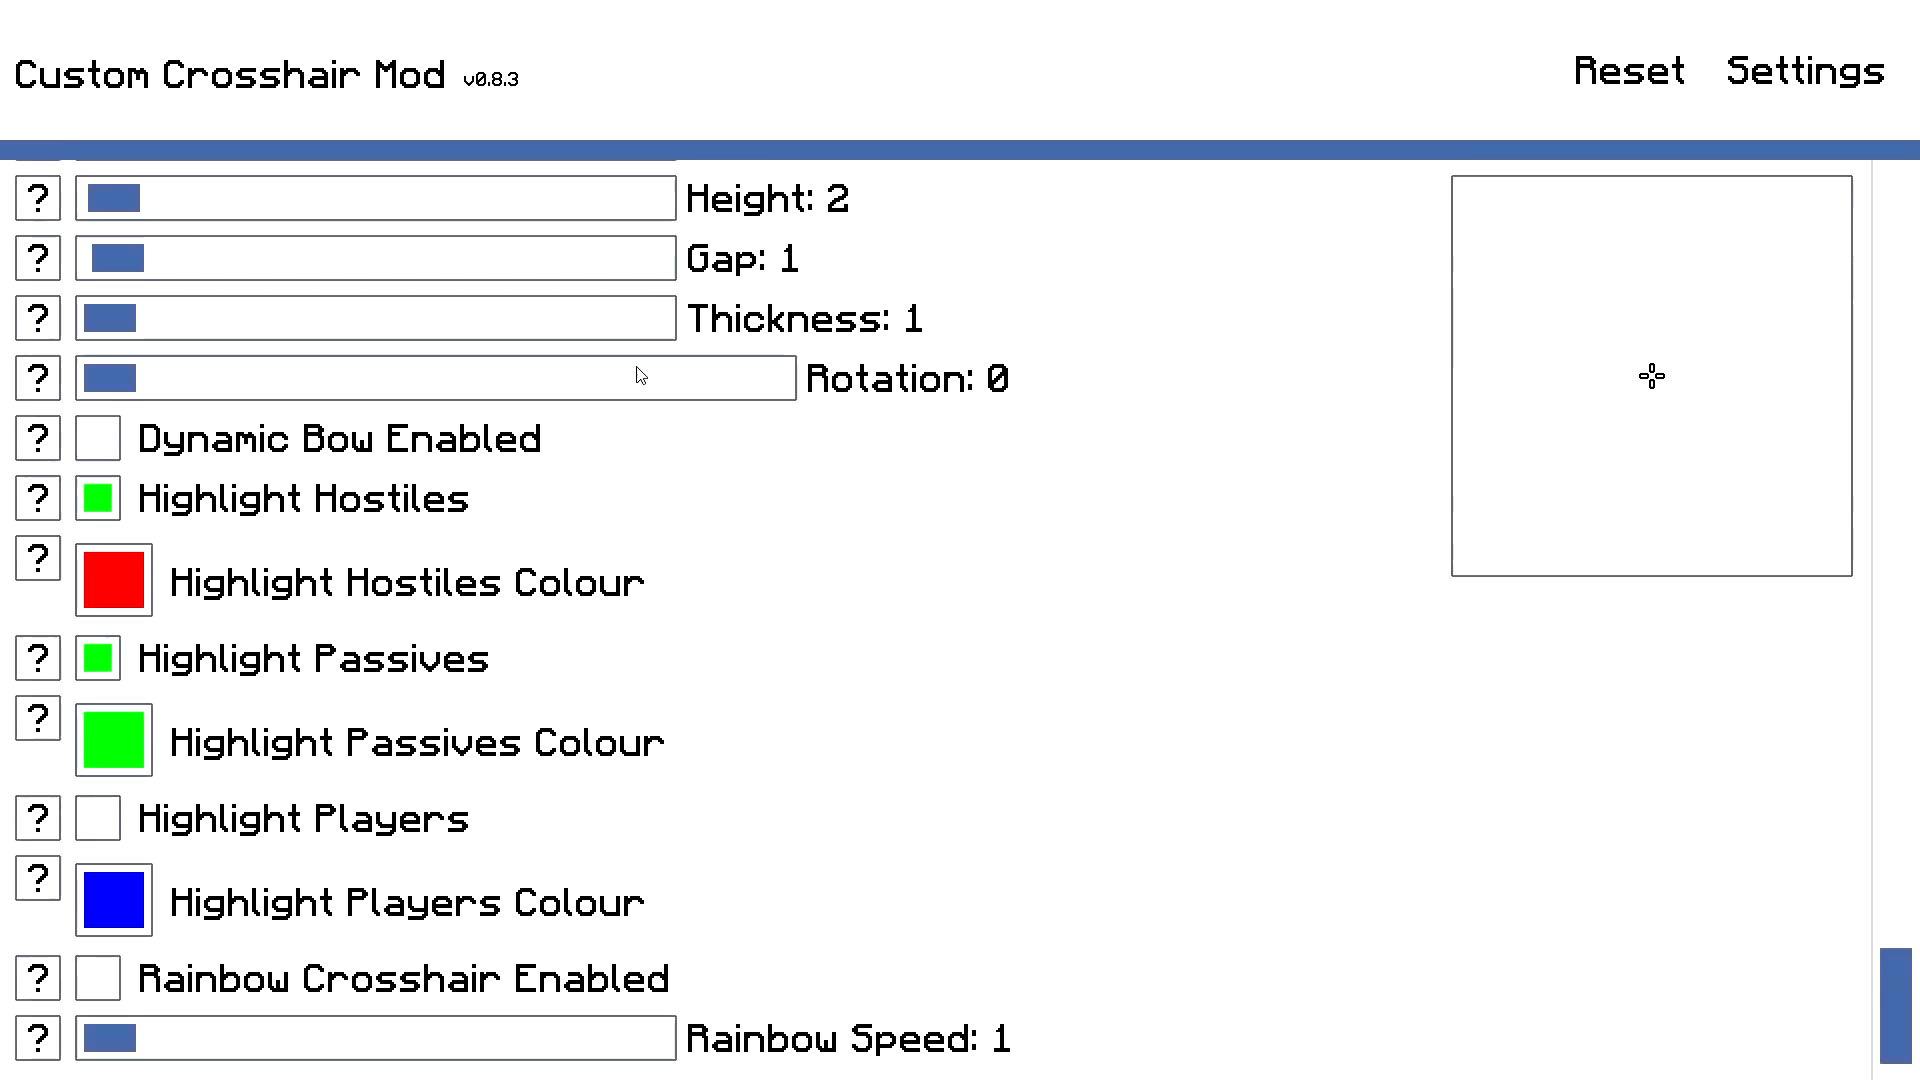 Custom Crosshair Mod v0.8.3
Reset Settings
? Height: 2
? Gap: 1
? Thickness: 1
? Rotation: 0
? Dynamic Bow Enabled
? Highlight Hostiles
? Highlight Hostiles Colour
? Highlight Passives
? Highlight Passives Colour
? Highlight Players
? Highlight Players Colour
? Rainbow Crosshair Enabled
? Rainbow Speed: 1